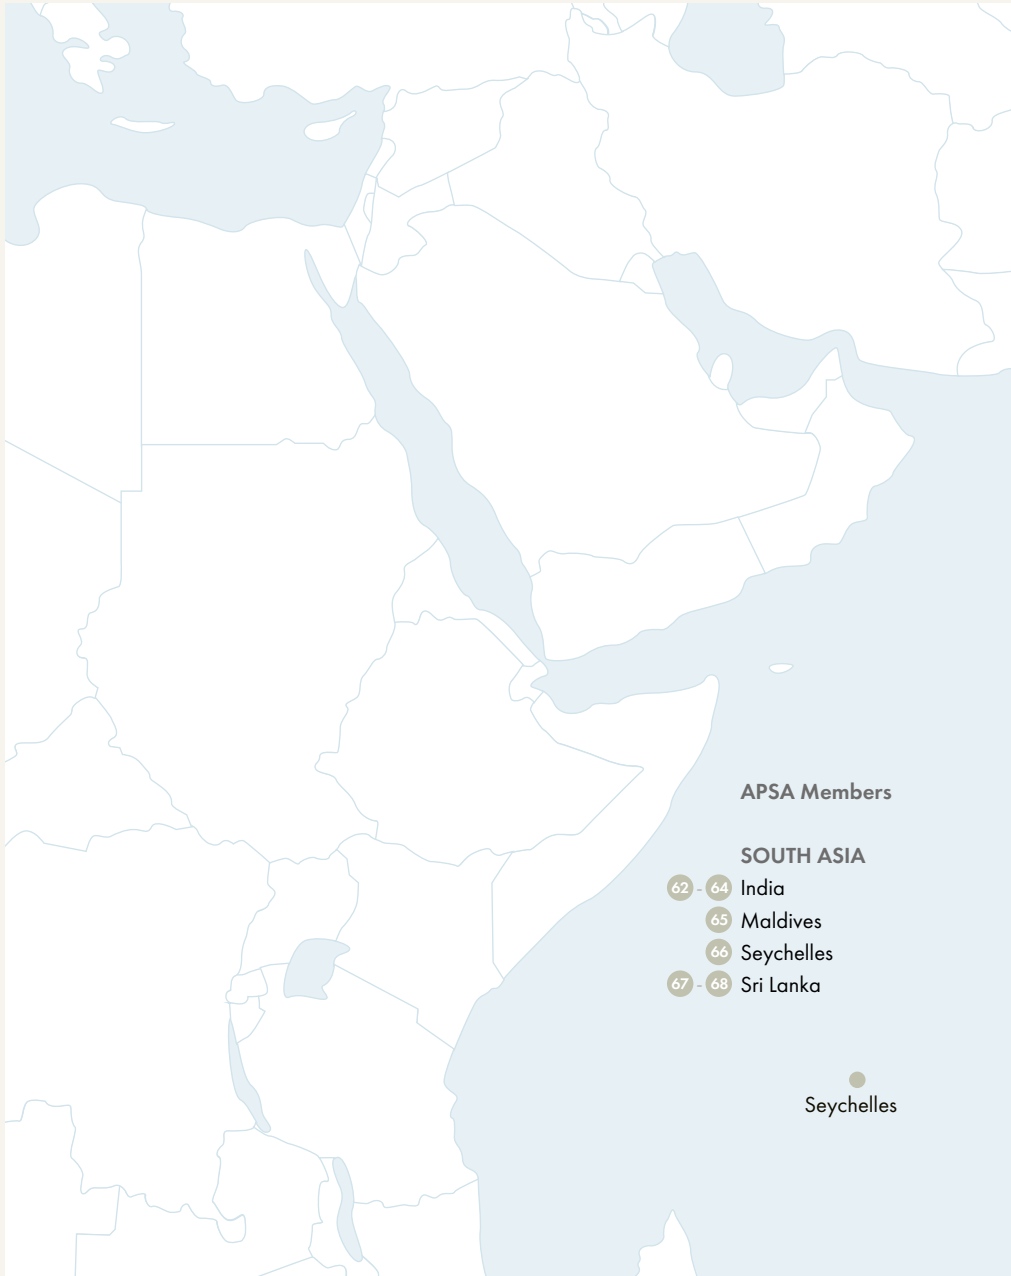 APSA Members
SOUTH ASIA
62 - 64 India
65 Maldives
66 Seychelles
67 - 68 Sri Lanka
Seychelles